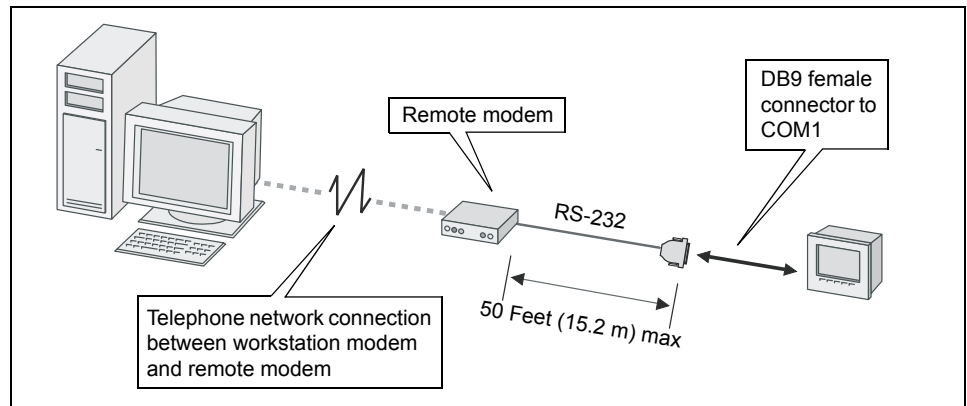 DB9 female
connector to
COM1
Remote modem
RS-232
50 Feet (15.2 m) max
Telephone network connection
between workstation modem
and remote modem